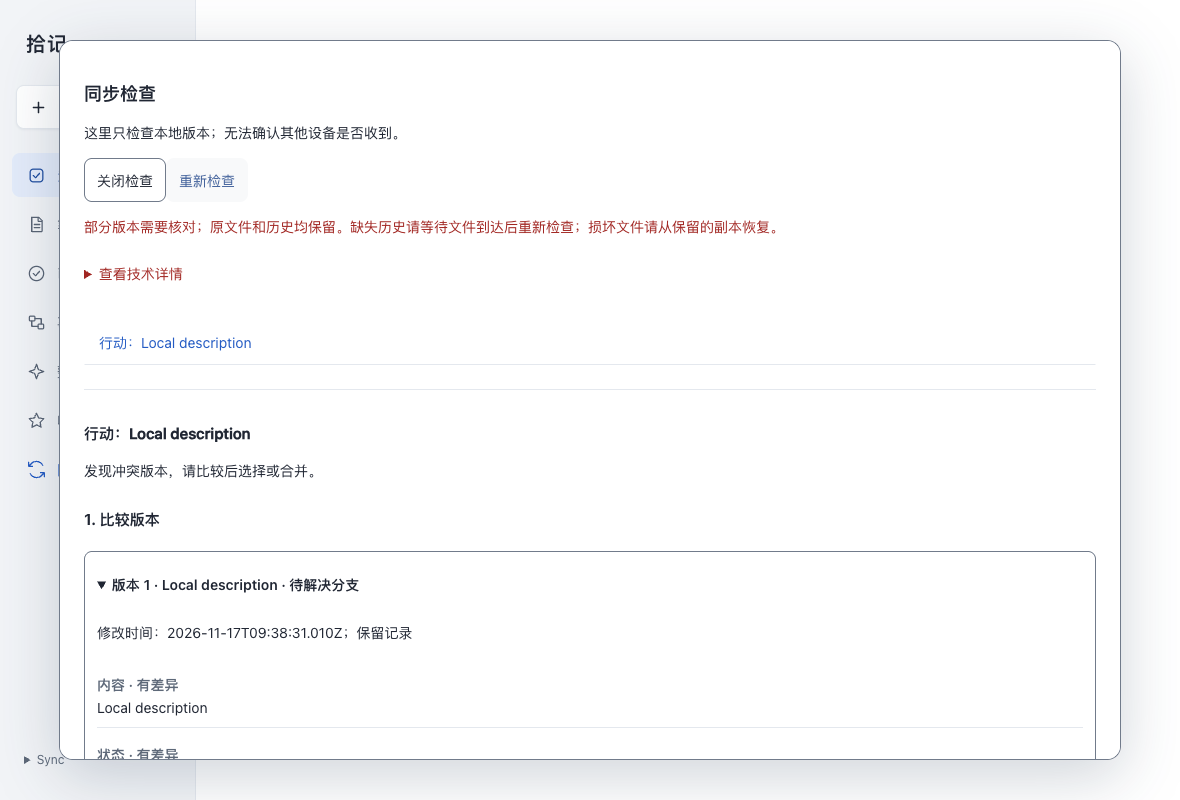 拾记
同步检查
这里只检查本地版本；无法确认其他设备是否收到。
关闭检查
重新检查
部分版本需要核对；原文件和历史均保留。缺失历史请等待文件到达后重新检查；损坏文件请从保留的副本恢复。
查看技术详情
行动：Local description
行动：Local description
发现冲突版本，请比较后选择或合并。
1. 比较版本
版本 1 · Local description · 待解决分支
修改时间：2026-11-17T09:38:31.010Z；保留记录
内容 · 有差异
Local description
状态 · 有差异
Sync